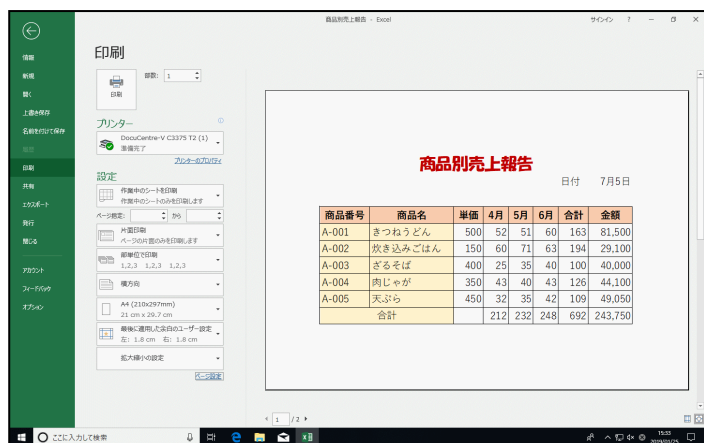 商品別売上報告 - Excel
サインイン ? － ×
情報
新規
開く
上書き保存
名前を付けて保存
履歴
印刷
共有
エクスポート
発行
閉じる
アカウント
フィードバック
オプション
印刷
部数: 1
印刷
プリンター
DocuCentre-V C3375 T2 (1)
準備完了
プリンターのプロパティ
設定
作業中のシートを印刷
作業中のシートのみを印刷します
ページ指定: から
片面印刷
ページの片面のみを印刷します
部単位で印刷
1,2,3 1,2,3 1,2,3
横方向
A4 (210x297mm)
21 cm x 29.7 cm
最後に適用した余白のユーザー設定
左: 1.8 cm 右: 1.8 cm
拡大縮小の設定
ページ設定
商品別売上報告
日付 7月5日
商品番号 商品名 単価 4月 5月 6月 合計 金額
A-001 きつねうどん 500 52 51 60 163 81,500
A-002 炊き込みごはん 150 60 71 63 194 29,100
A-003 ざるそば 400 25 35 40 100 40,000
A-004 肉じゃが 350 43 40 43 126 44,100
A-005 天ぷら 450 32 35 42 109 49,050
合計 212 232 248 692 243,750
1 / 2
ここに入力して検索
15:33
2019/01/25